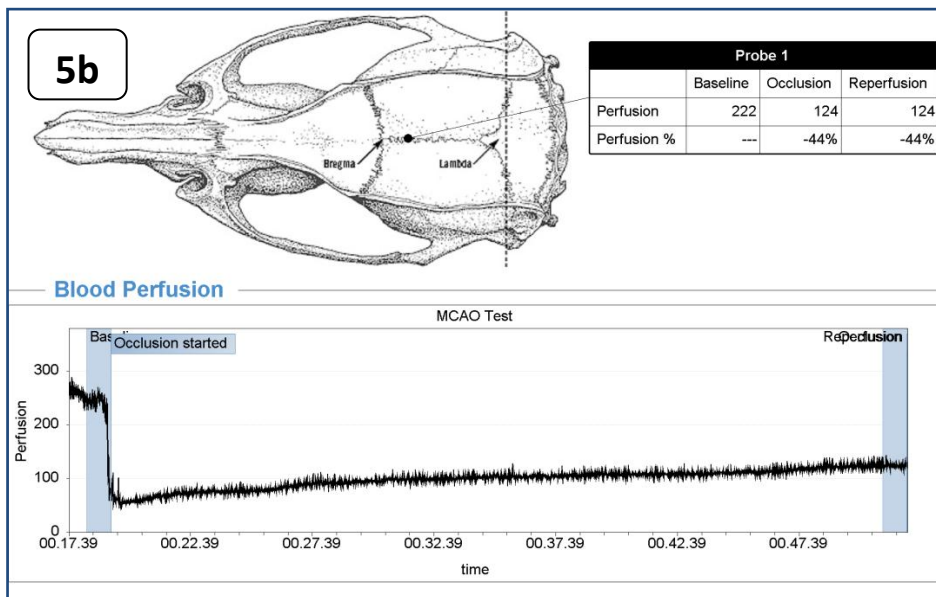 5b
Bregma
Lambda
Probe 1
Baseline Occlusion Reperfusion
Perfusion 222 124 124
Perfusion % --- -44% -44%
Blood Perfusion
MCAO Test
Occlusion started
300
200
100
0
Perfusion
00.17.39 00.22.39 00.27.39 00.32.39 00.37.39 00.42.39 00.47.39
time